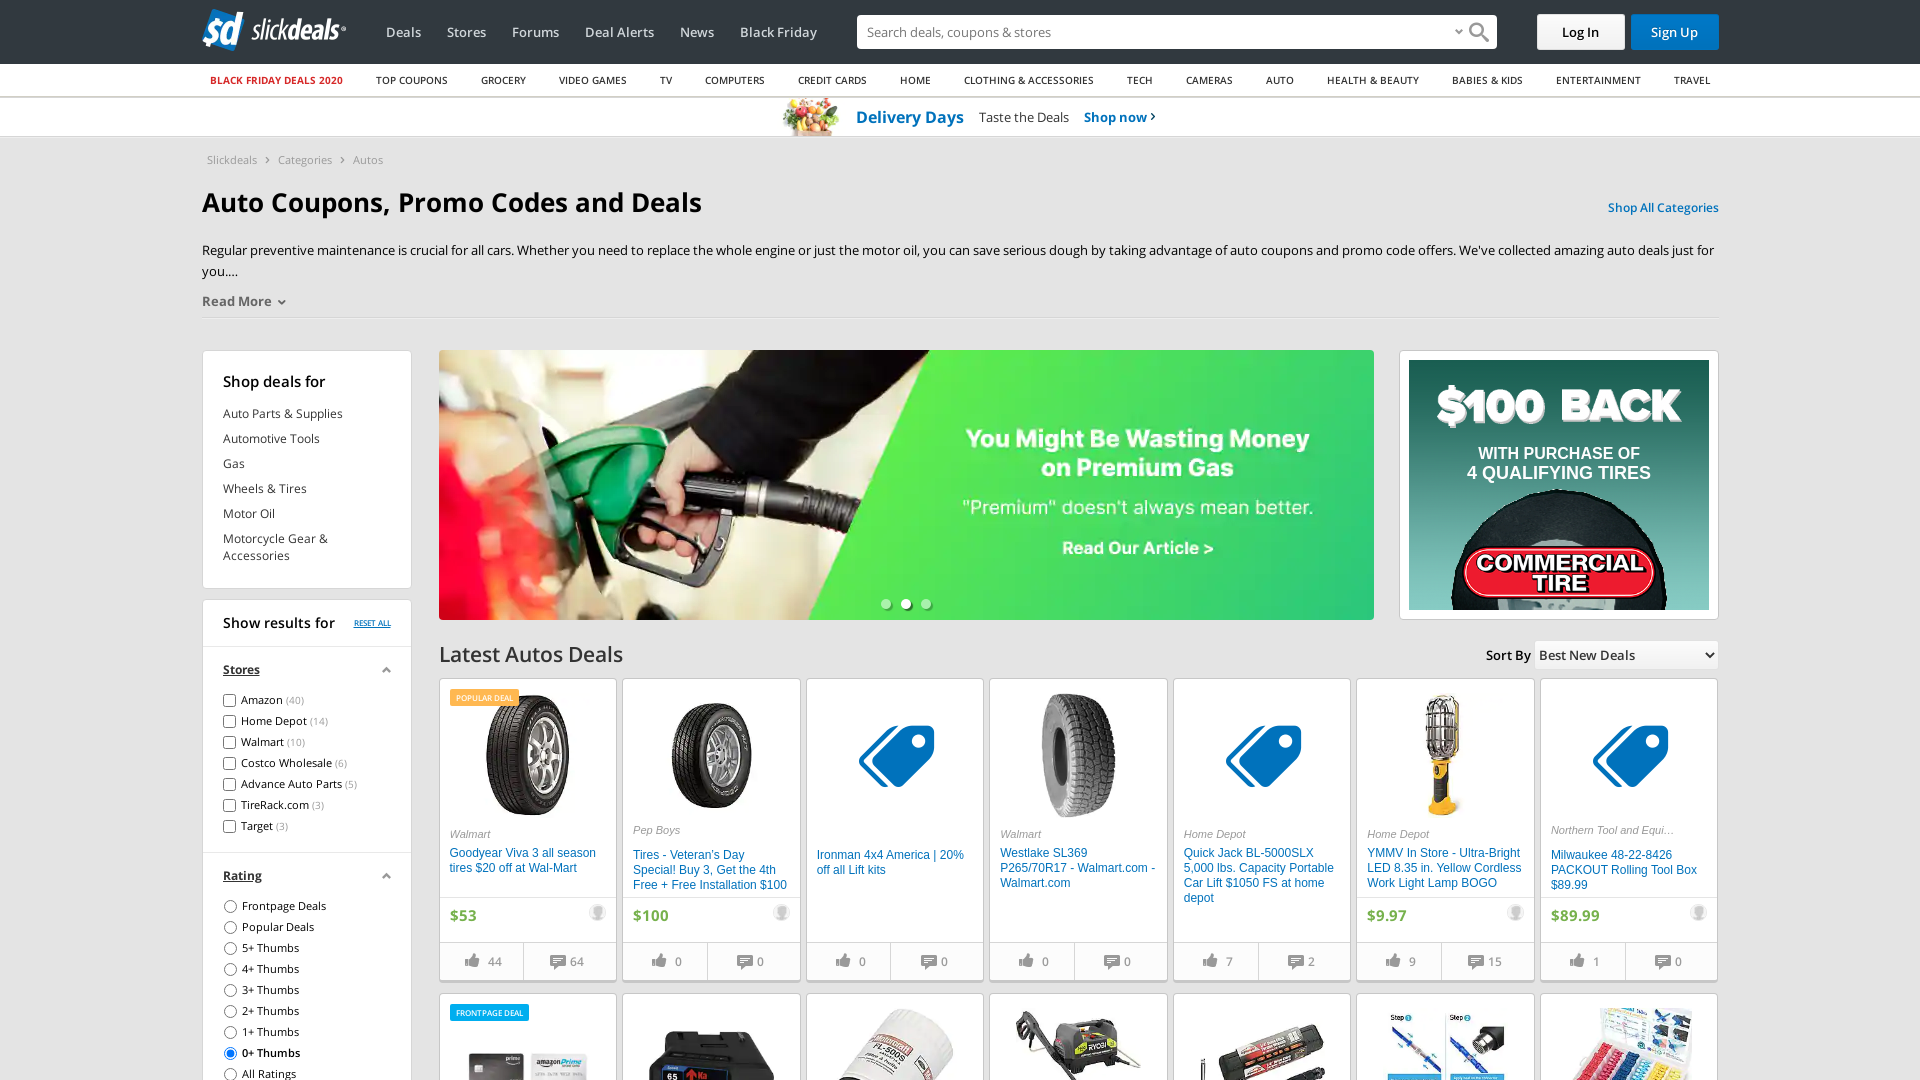 sd slickdeals®
Deals
Stores
Forums
Deal Alerts
News
Black Friday
Search deals, coupons & stores
Log In
Sign Up
BLACK FRIDAY DEALS 2020
TOP COUPONS
GROCERY
VIDEO GAMES
TV
COMPUTERS
CREDIT CARDS
HOME
CLOTHING & ACCESSORIES
TECH
CAMERAS
AUTO
HEALTH & BEAUTY
BABIES & KIDS
ENTERTAINMENT
TRAVEL
Delivery Days Taste the Deals Shop now
Slickdeals > Categories > Autos
Auto Coupons, Promo Codes and Deals
Shop All Categories
Regular preventive maintenance is crucial for all cars. Whether you need to replace the whole engine or just the motor oil, you can save serious dough by taking advantage of auto coupons and promo code offers. We've collected amazing auto deals just for
you....
Read More
Shop deals for
Auto Parts & Supplies
Automotive Tools
Gas
Wheels & Tires
Motor Oil
Motorcycle Gear &
Accessories
Show results for
RESET ALL
Stores
Amazon (40)
Home Depot (14)
Walmart (10)
Costco Wholesale (6)
Advance Auto Parts (5)
TireRack.com (3)
Target (3)
Rating
Frontpage Deals
Popular Deals
5+ Thumbs
4+ Thumbs
3+ Thumbs
2+ Thumbs
1+ Thumbs
0+ Thumbs
All Ratings
You Might Be Wasting Money
on Premium Gas
"Premium" doesn't always mean better.
Read Our Article >
$100 BACK
WITH PURCHASE OF
4 QUALIFYING TIRES
COMMERCIAL
TIRE
Latest Autos Deals
Sort By Best New Deals
POPULAR DEAL
Walmart
Goodyear Viva 3 all season
tires $20 off at Wal-Mart
$53
44
64
Pep Boys
Tires - Veteran's Day
Special! Buy 3, Get the 4th
Free + Free Installation $100
$100
0
0
Ironman 4x4 America | 20%
off all Lift kits
0
0
Walmart
Westlake SL369
P265/70R17 - Walmart.com -
Walmart.com
0
0
Home Depot
Quick Jack BL-5000SLX
5,000 lbs. Capacity Portable
Car Lift $1050 FS at home
depot
7
2
Home Depot
YMMV In Store - Ultra-Bright
LED 8.35 in. Yellow Cordless
Work Light Lamp BOGO
$9.97
9
15
Northern Tool and Equi…
Milwaukee 48-22-8426
PACKOUT Rolling Tool Box
$89.99
$89.99
1
0
FRONTPAGE DEAL
prime
amazonPrime
65
Ka
FL-500S
RYOBI
Step 1
Step 2